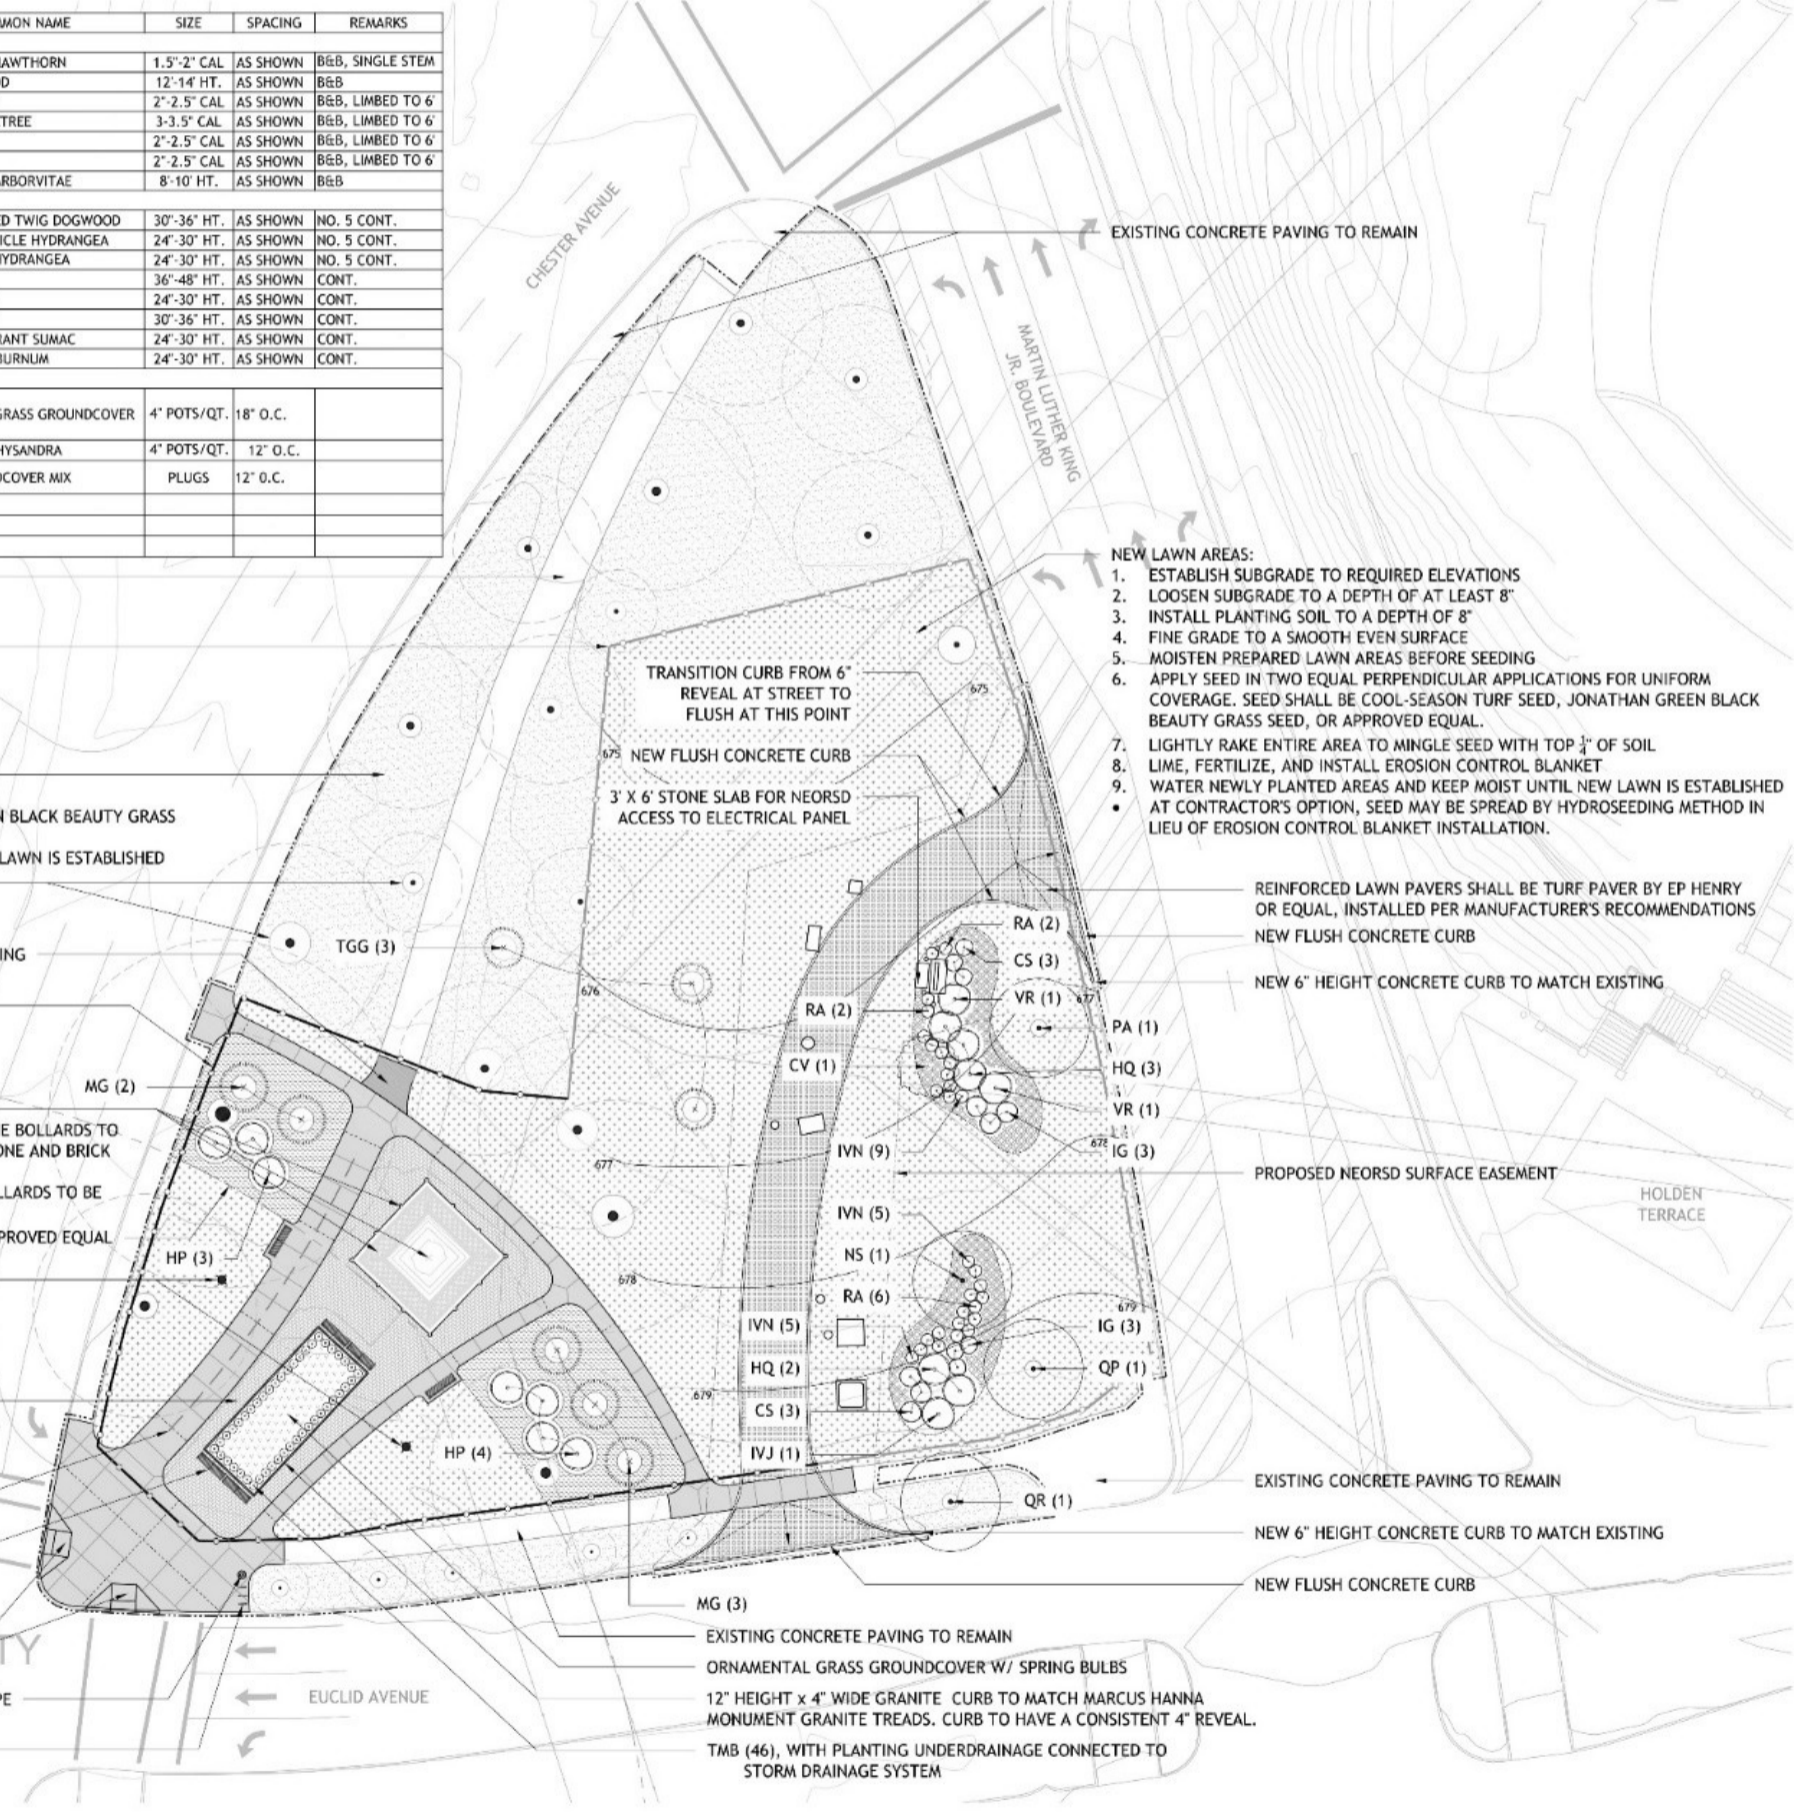 MON NAME SIZE SPACING REMARKS
AWTHORN 1.5"-2" CAL AS SHOWN B&B, SINGLE STEM
D 12'-14' HT. AS SHOWN B&B
2"-2.5" CAL AS SHOWN B&B, LIMBED TO 6'
TREE 3-3.5" CAL AS SHOWN B&B, LIMBED TO 6'
2"-2.5" CAL AS SHOWN B&B, LIMBED TO 6'
2"-2.5" CAL AS SHOWN B&B, LIMBED TO 6'
RBORVITAE 8'-10' HT. AS SHOWN B&B
D TWIG DOGWOOD 30"-36" HT. AS SHOWN NO. 5 CONT.
ICLE HYDRANGEA 24"-30" HT. AS SHOWN NO. 5 CONT.
YDRANGEA 24"-30" HT. AS SHOWN NO. 5 CONT.
36"-48" HT. AS SHOWN CONT.
24"-30" HT. AS SHOWN CONT.
30"-36" HT. AS SHOWN CONT.
RANT SUMAC 24"-30" HT. AS SHOWN CONT.
BURNUM 24"-30" HT. AS SHOWN CONT.
GRASS GROUNDCOVER 4" POTS/QT. 18" O.C.
HYSANDRA 4" POTS/QT. 12" O.C.
DCOVER MIX PLUGS 12" O.C.
CHESTER AVENUE
EXISTING CONCRETE PAVING TO REMAIN
MARTIN LUTHER KING
JR. BOULEVARD
NEW LAWN AREAS:
1. ESTABLISH SUBGRADE TO REQUIRED ELEVATIONS
2. LOOSEN SUBGRADE TO A DEPTH OF AT LEAST 8"
3. INSTALL PLANTING SOIL TO A DEPTH OF 8"
4. FINE GRADE TO A SMOOTH EVEN SURFACE
5. MOISTEN PREPARED LAWN AREAS BEFORE SEEDING
6. APPLY SEED IN TWO EQUAL PERPENDICULAR APPLICATIONS FOR UNIFORM
COVERAGE. SEED SHALL BE COOL-SEASON TURF SEED, JONATHAN GREEN BLACK
BEAUTY GRASS SEED, OR APPROVED EQUAL.
7. LIGHTLY RAKE ENTIRE AREA TO MINGLE SEED WITH TOP ¼" OF SOIL
8. LIME, FERTILIZE, AND INSTALL EROSION CONTROL BLANKET
9. WATER NEWLY PLANTED AREAS AND KEEP MOIST UNTIL NEW LAWN IS ESTABLISHED
• AT CONTRACTOR'S OPTION, SEED MAY BE SPREAD BY HYDROSEEDING METHOD IN
LIEU OF EROSION CONTROL BLANKET INSTALLATION.
TRANSITION CURB FROM 6"
REVEAL AT STREET TO
FLUSH AT THIS POINT
675
675
NEW FLUSH CONCRETE CURB
3' X 6' STONE SLAB FOR NEORSD
ACCESS TO ELECTRICAL PANEL
N BLACK BEAUTY GRASS
LAWN IS ESTABLISHED
REINFORCED LAWN PAVERS SHALL BE TURF PAVER BY EP HENRY
OR EQUAL, INSTALLED PER MANUFACTURER'S RECOMMENDATIONS
NEW FLUSH CONCRETE CURB
NEW 6" HEIGHT CONCRETE CURB TO MATCH EXISTING
ING
TGG (3)
RA (2)
CS (3)
VR (1)
676
677
RA (2)
PA (1)
CV (1)
HQ (3)
MG (2)
VR (1)
E BOLLARDS TO
ONE AND BRICK
678
IVN (9)
IG (3)
677
PROPOSED NEORSD SURFACE EASEMENT
LLARDS TO BE
HOLDEN
TERRACE
IVN (5)
PROVED EQUAL
HP (3)
NS (1)
678
RA (6)
679
IVN (5)
IG (3)
HQ (2)
QP (1)
679
CS (3)
HP (4)
IVJ (1)
EXISTING CONCRETE PAVING TO REMAIN
QR (1)
NEW 6" HEIGHT CONCRETE CURB TO MATCH EXISTING
NEW FLUSH CONCRETE CURB
MG (3)
EXISTING CONCRETE PAVING TO REMAIN
TY
ORNAMENTAL GRASS GROUNDCOVER W/ SPRING BULBS
PE
EUCLID AVENUE
12" HEIGHT x 4" WIDE GRANITE CURB TO MATCH MARCUS HANNA
MONUMENT GRANITE TREADS. CURB TO HAVE A CONSISTENT 4" REVEAL.
TMB (46), WITH PLANTING UNDERDRAINAGE CONNECTED TO
STORM DRAINAGE SYSTEM